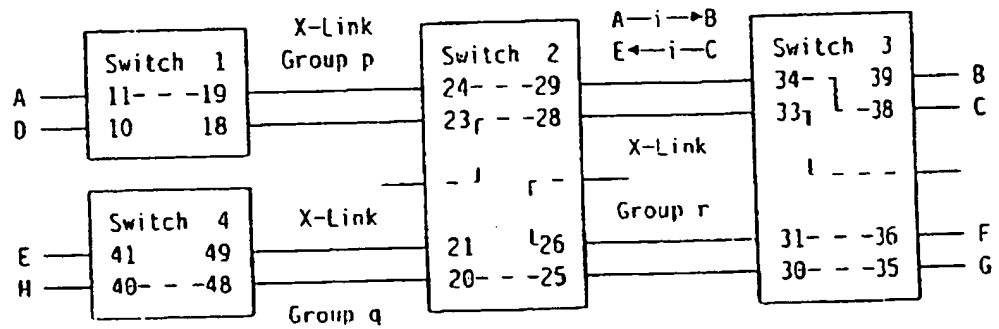 A—i—►B
E◄—i—C
X-Link
Group p
Switch 1
11- - -19
10 18
A
D
Switch 2
24- - -29
23 - -28
21 26
20- - -25
Switch 3
34- 39
33 -38
31- - -36
30- - -35
B
C
X-Link
Group r
F
G
Switch 4
41 49
40- - -48
E
H
X-Link
Group q